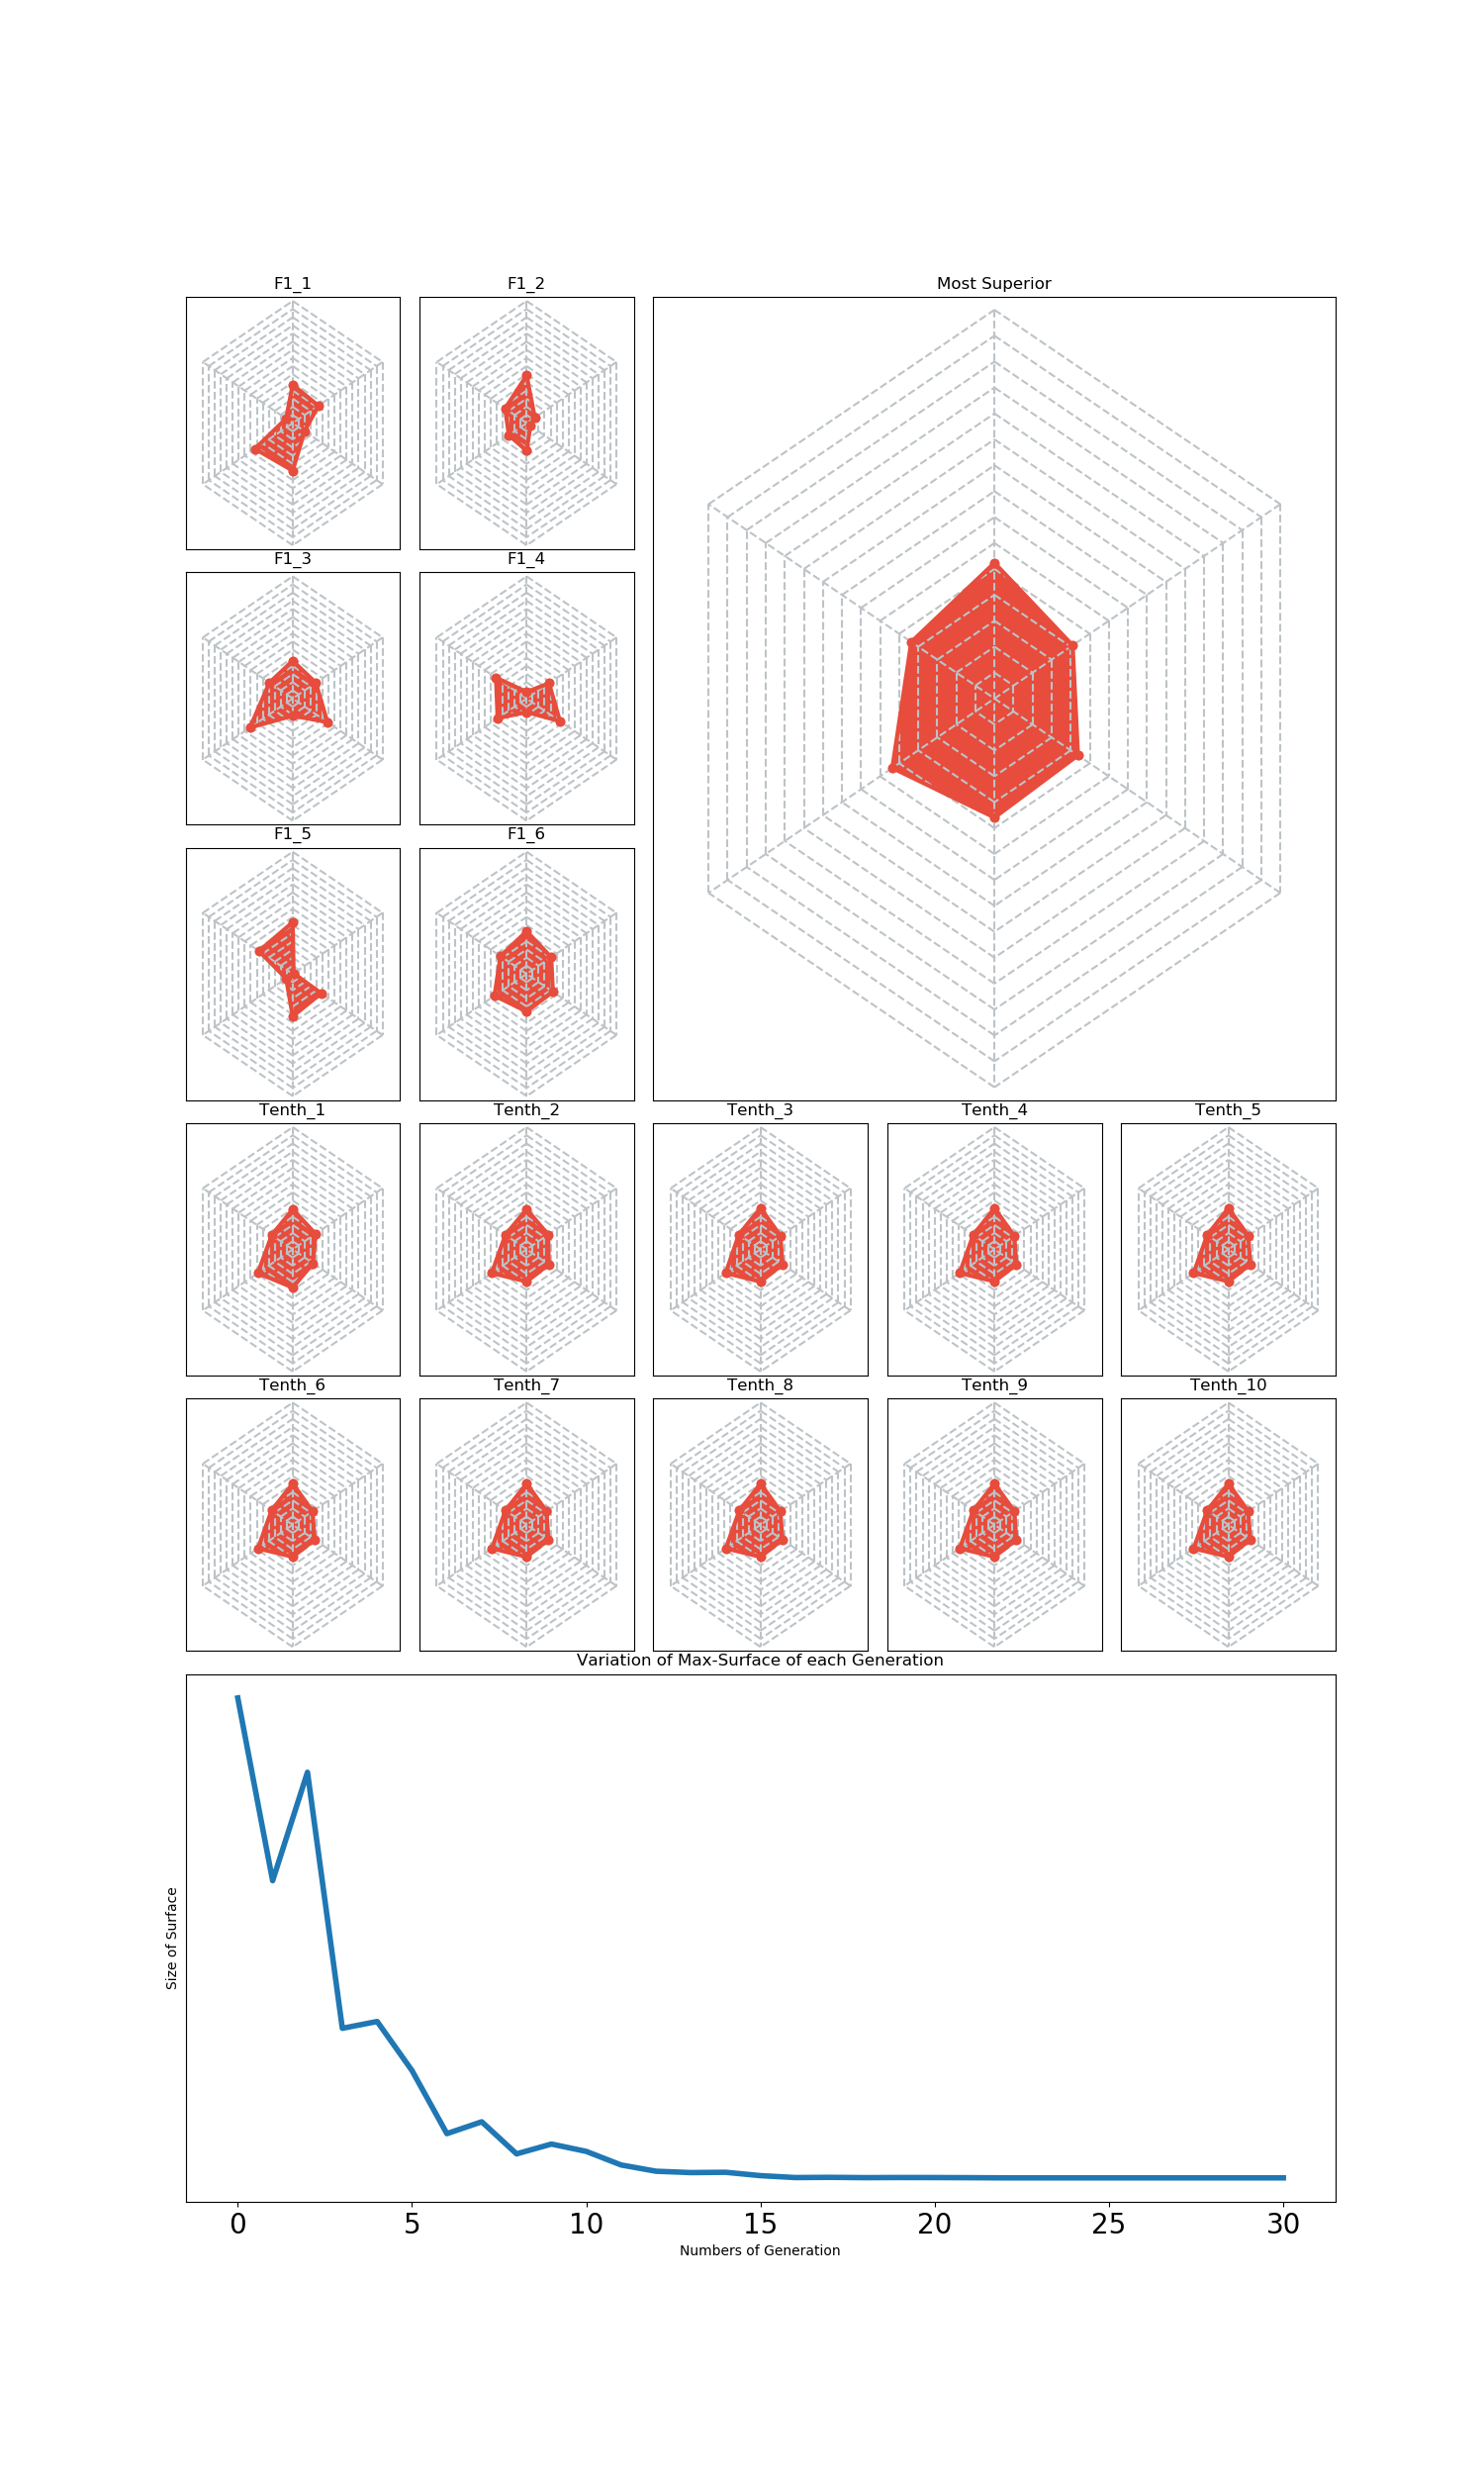 F1_1
F1_2
Most Superior
F1_3
F1_4
F1_5
F1_6
Tenth_1
Tenth_2
Tenth_3
Tenth_4
Tenth_5
Tenth_6
Tenth_7
Tenth_8
Tenth_9
Tenth_10
Variation of Max-Surface of each Generation
Size of Surface
0 5 10 15 20 25 30
Numbers of Generation